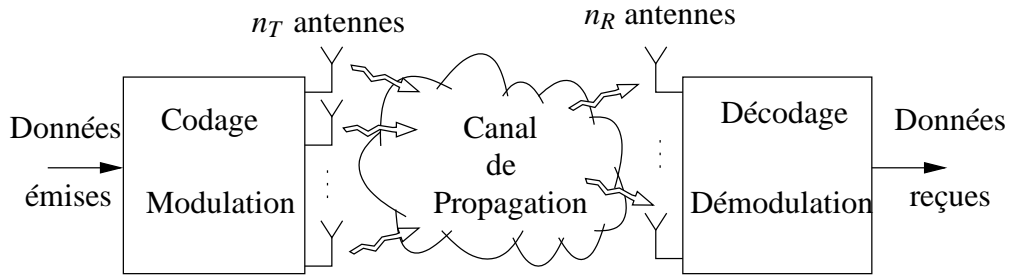 n_T antennes
n_R antennes
Données
émises
Codage
Modulation
Canal
de
Propagation
Décodage
Démodulation
Données
reçues